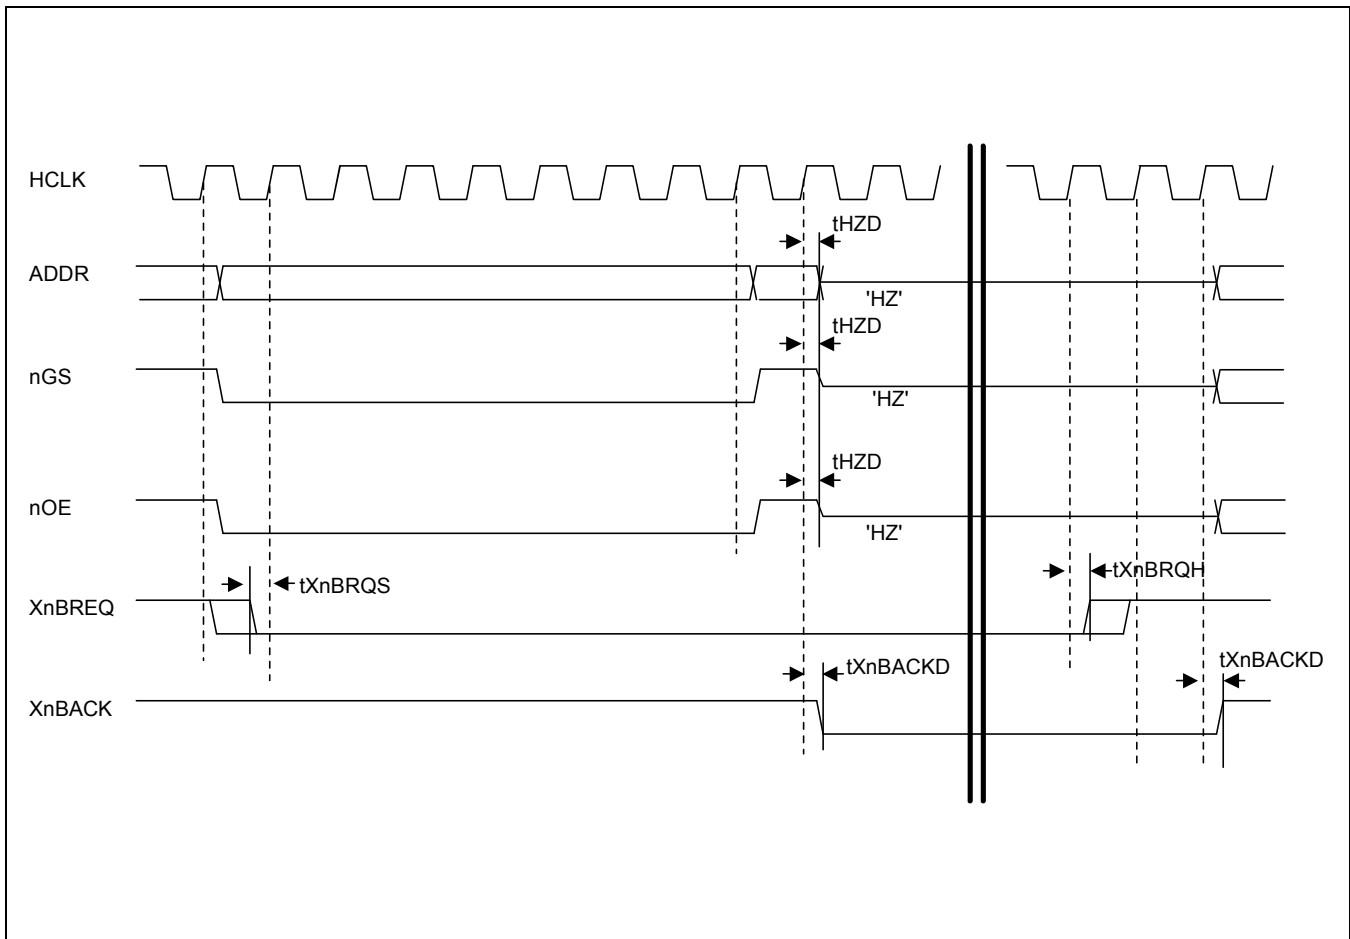 HCLK
tHZD
ADDR
'HZ'
tHZD
nGS
'HZ'
tHZD
nOE
'HZ'
tXnBRQS
tXnBRQH
XnBREQ
tXnBACKD
tXnBACKD
XnBACK